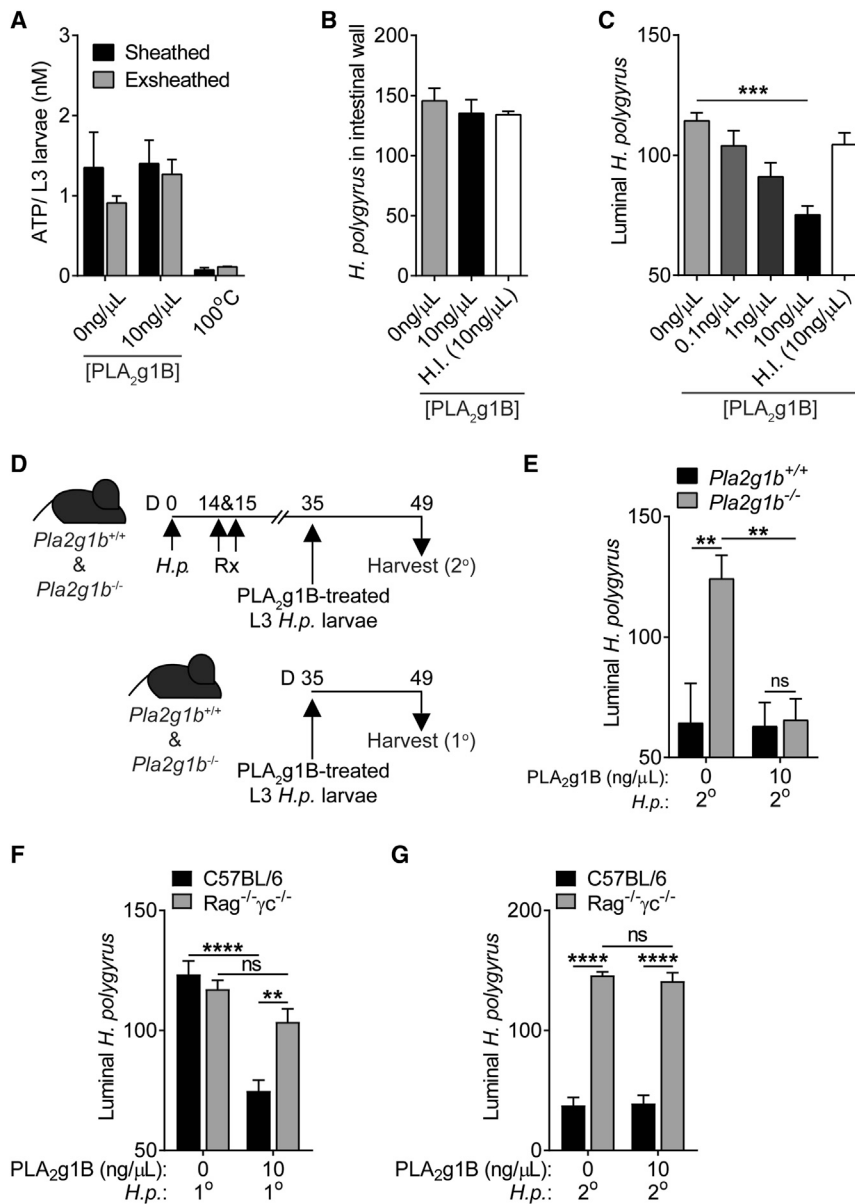 A
3
2
1
0
ATP/ L3 larvae (nM)
Sheathed
Exsheathed
0ng/μL
10ng/μL
100°C
[PLA₂g1B]
B
200
150
100
50
0
H. polygyrus in intestinal wall
0ng/μL
10ng/μL
H.I. (10ng/μL)
[PLA₂g1B]
C
150
100
50
Luminal H. polygyrus
***
0ng/μL
0.1ng/μL
1ng/μL
10ng/μL
H.I. (10ng/μL)
[PLA₂g1B]
D
Pla2g1b⁺/⁺
&
Pla2g1b⁻/⁻
D 0 14&15 35 49
H.p. Rx Harvest (2°)
PLA₂g1B-treated
L3 H.p. larvae
Pla2g1b⁺/⁺
&
Pla2g1b⁻/⁻
D 35 49
Harvest (1°)
PLA₂g1B-treated
L3 H.p. larvae
E
Pla2g1b⁺/⁺
Pla2g1b⁻/⁻
150
100
50
Luminal H. polygyrus
** **
ns
PLA₂g1B (ng/μL): 0 10
H.p.: 2° 2°
F
C57BL/6
Rag⁻/⁻γc⁻/⁻
150
100
50
Luminal H. polygyrus
****
ns
**
PLA₂g1B (ng/μL): 0 10
H.p.: 1° 1°
G
C57BL/6
Rag⁻/⁻γc⁻/⁻
200
100
0
Luminal H. polygyrus
ns
**** ****
PLA₂g1B (ng/μL): 0 10
H.p.: 2° 2°